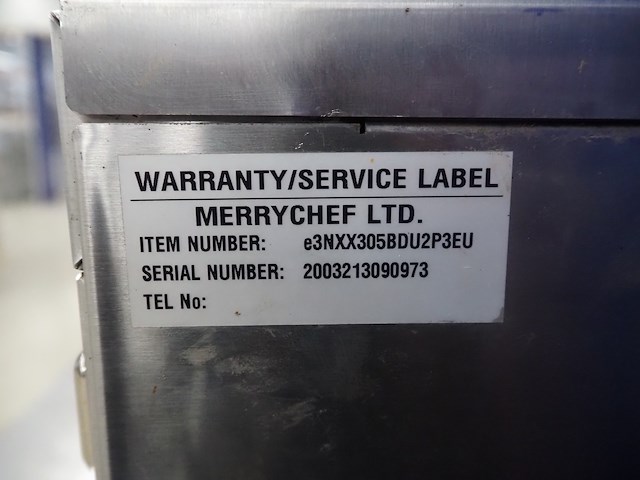 WARRANTY/SERVICE LABEL
MERRYCHEF LTD.
ITEM NUMBER: e3NXX305BDU2P3EU
SERIAL NUMBER: 2003213090973
TEL No: